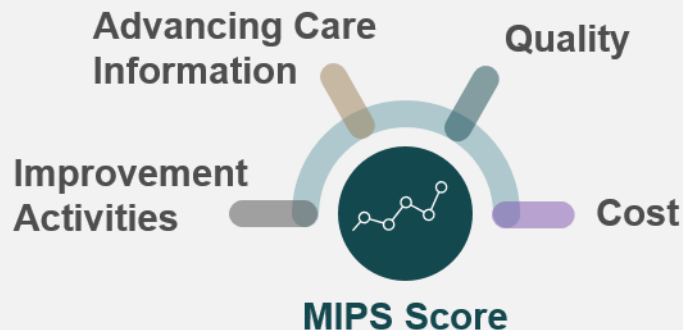 Advancing Care
Information
Quality
Improvement
Activities
Cost
MIPS Score